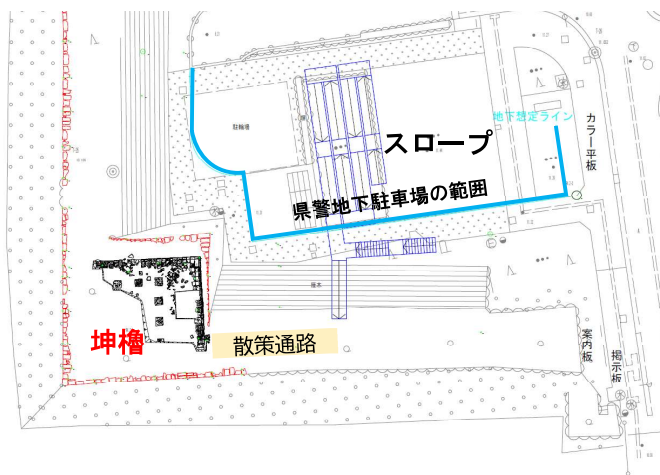 駐輪場
地下想定ライン
カラー平板
スロープ
県警地下駐車場の範囲
植木
坤櫓
散策通路
案内板
掲示板